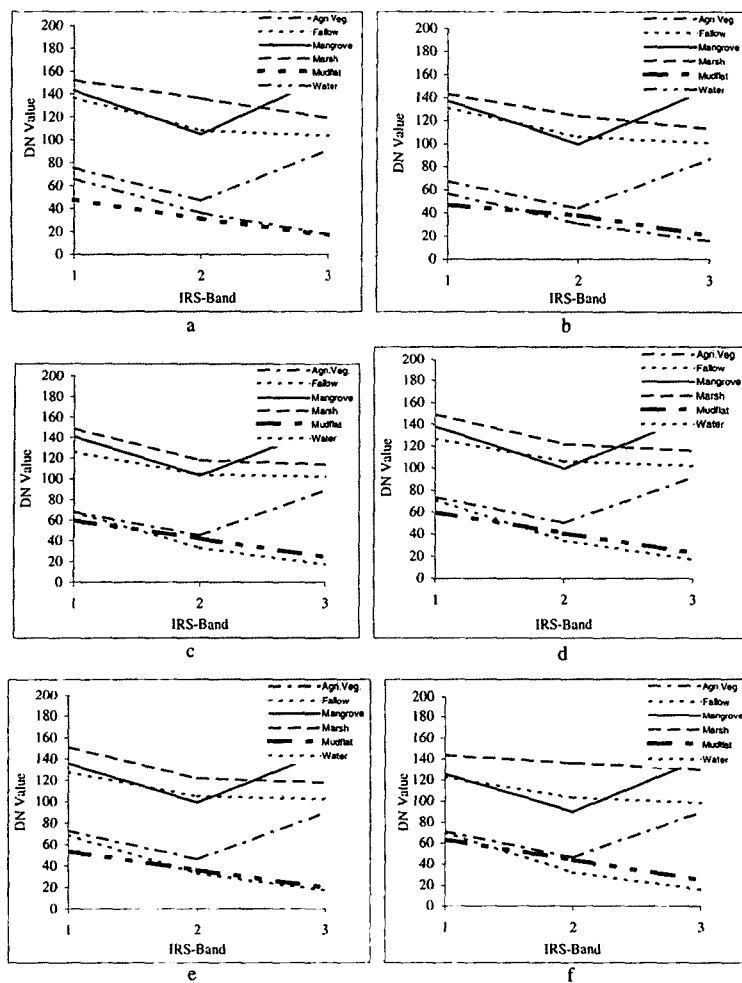 200
180
160
140
120
100
80
60
40
20
0
DN Value
Agri Veg.
Fallow
Mangrove
Marsh
Mudflat
Water
1
2
3
IRS-Band
a
200
180
160
140
120
100
80
60
40
20
0
DN Value
Agri.Veg.
Fallow
Mangrove
Marsh
Mudflat
Water
1
2
3
IRS-Band
b
200
180
160
140
120
100
80
60
40
20
0
DN Value
Agri.Veg.
Fallow
Mangrove
Marsh
Mudflat
Water
1
2
3
IRS-Band
c
200
180
160
140
120
100
80
60
40
20
0
DN Value
Agri.Veg.
Fallow
Mangrove
Marsh
Mudflat
Water
1
2
3
IRS-Band
d
200
180
160
140
120
100
80
60
40
20
0
DN Value
Agri.Veg.
Fallow
Mangrove
Marsh
Mudflat
Water
1
2
3
IRS-Band
e
200
180
160
140
120
100
80
60
40
20
0
DN Value
Agri.Veg.
Fallow
Mangrove
Marsh
Mudflat
Water
1
2
3
IRS-Band
f